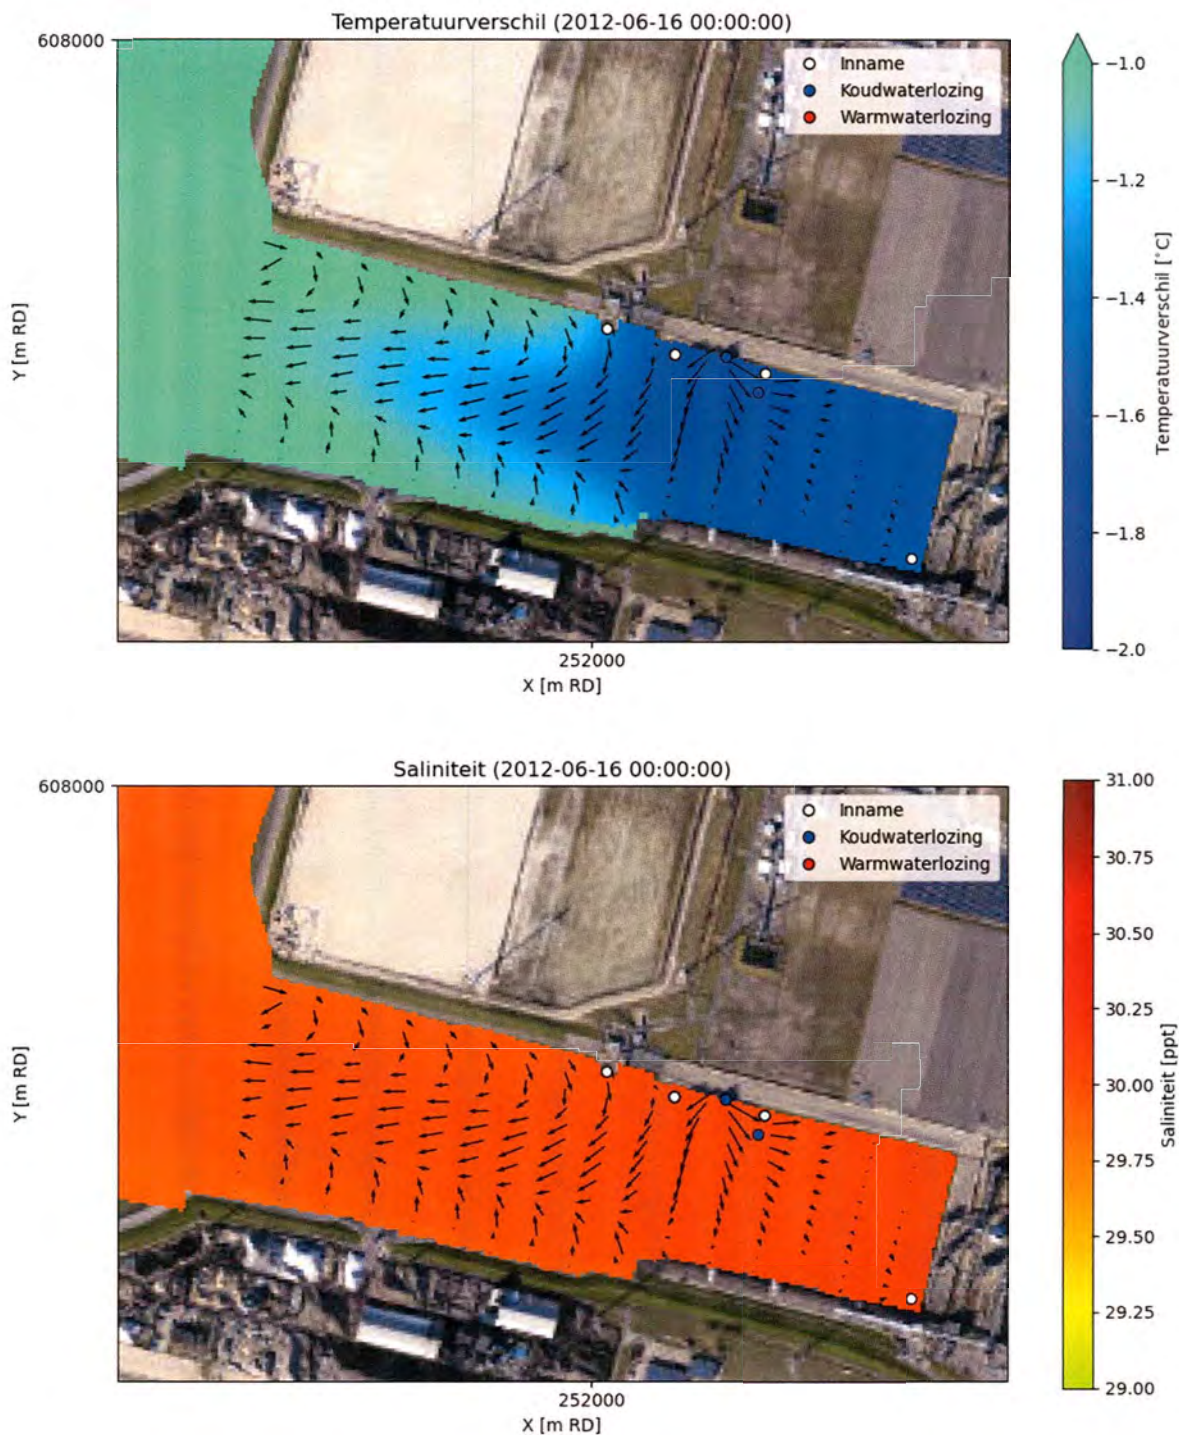 Temperatuurverschil (2012-06-16 00:00:00)
608000
Inname
Koudwaterlozing
Warmwaterlozing
−1.0
−1.2
−1.4
−1.6
−1.8
−2.0
Temperatuurverschil [°C]
Y [m RD]
252000
X [m RD]
Saliniteit (2012-06-16 00:00:00)
608000
Inname
Koudwaterlozing
Warmwaterlozing
31.00
30.75
30.50
30.25
30.00
29.75
29.50
29.25
29.00
Saliniteit [ppt]
Y [m RD]
252000
X [m RD]